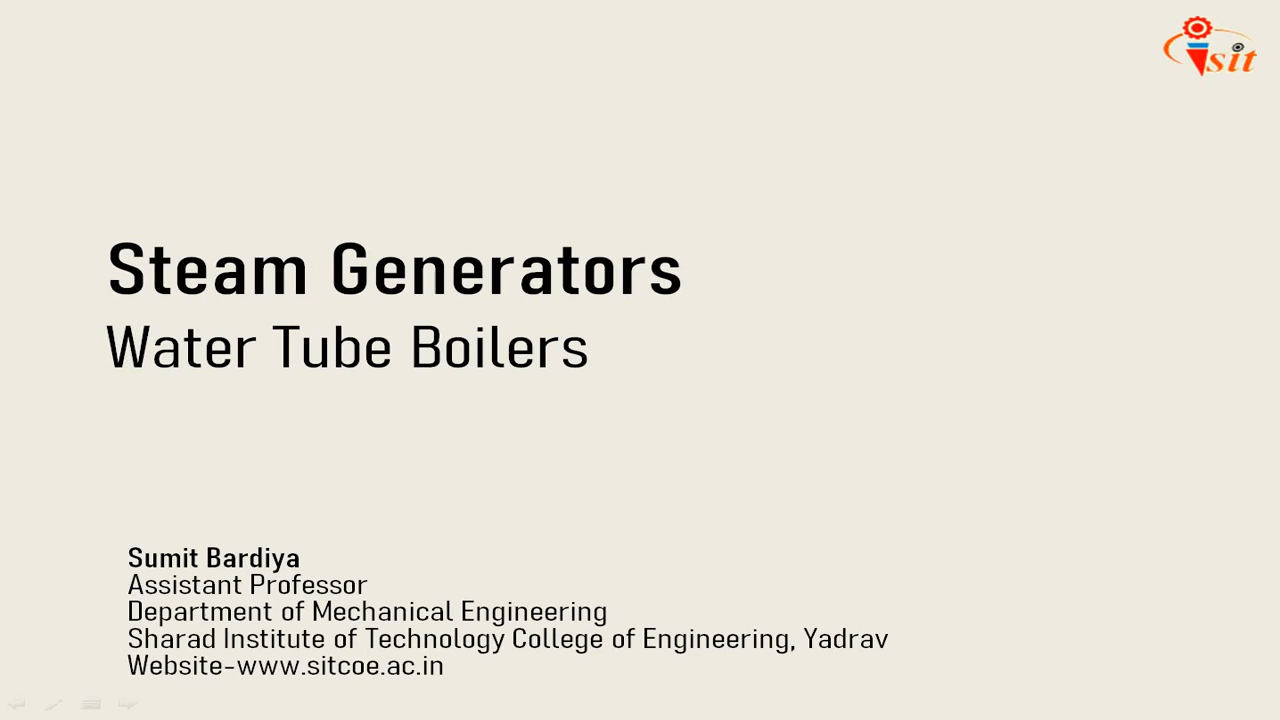 sit
Steam Generators
Water Tube Boilers
Sumit Bardiya
Assistant Professor
Department of Mechanical Engineering
Sharad Institute of Technology College of Engineering, Yadrav
Website-www.sitcoe.ac.in